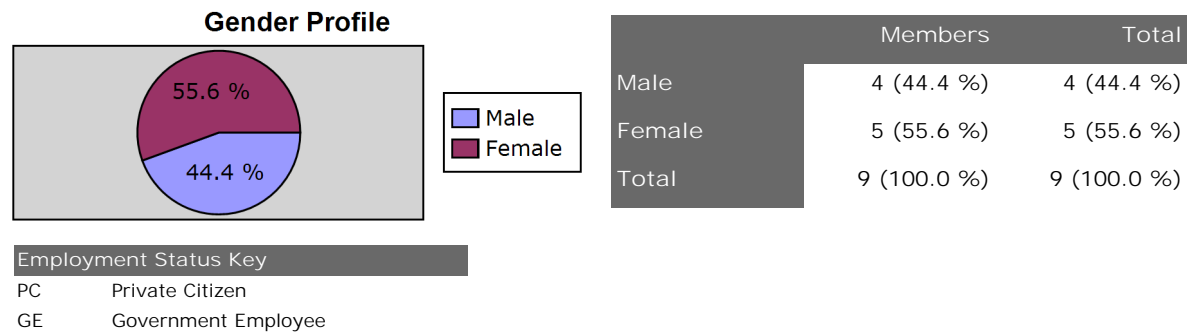 Gender Profile
55.6 %
44.4 %
Male
Female
Members Total
Male 4 (44.4 %) 4 (44.4 %)
Female 5 (55.6 %) 5 (55.6 %)
Total 9 (100.0 %) 9 (100.0 %)
Employment Status Key
PC Private Citizen
GE Government Employee